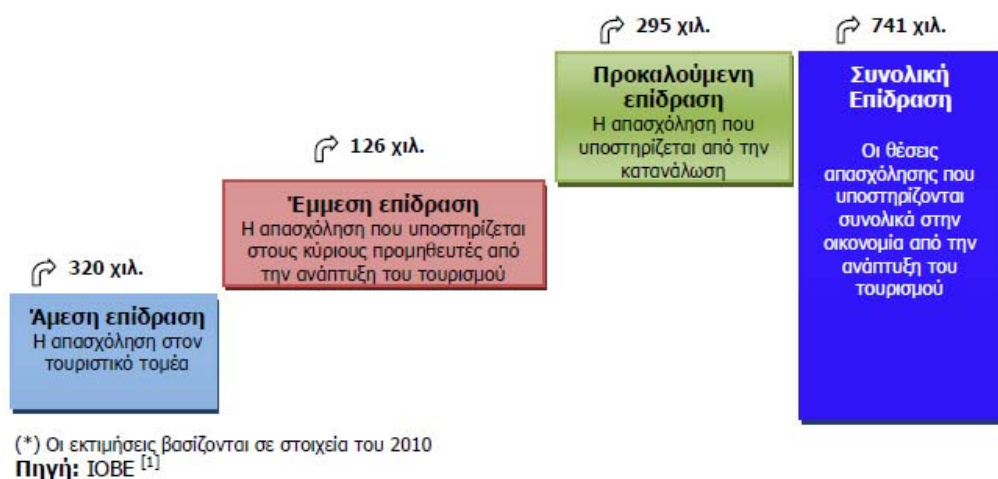 320 χιλ.
Άμεση επίδραση
Η απασχόληση στον
τουριστικό τομέα
126 χιλ.
Έμμεση επίδραση
Η απασχόληση που υποστηρίζεται
στους κύριους προμηθευτές από
την ανάπτυξη του τουρισμού
295 χιλ.
Προκαλούμενη
επίδραση
Η απασχόληση που
υποστηρίζεται από την
κατανάλωση
741 χιλ.
Συνολική
Επίδραση
Οι θέσεις
απασχόλησης που
υποστηρίζονται
συνολικά στην
οικονομία από την
ανάπτυξη του
τουρισμού
(*) Οι εκτιμήσεις βασίζονται σε στοιχεία του 2010
Πηγή: ΙΟΒΕ [1]